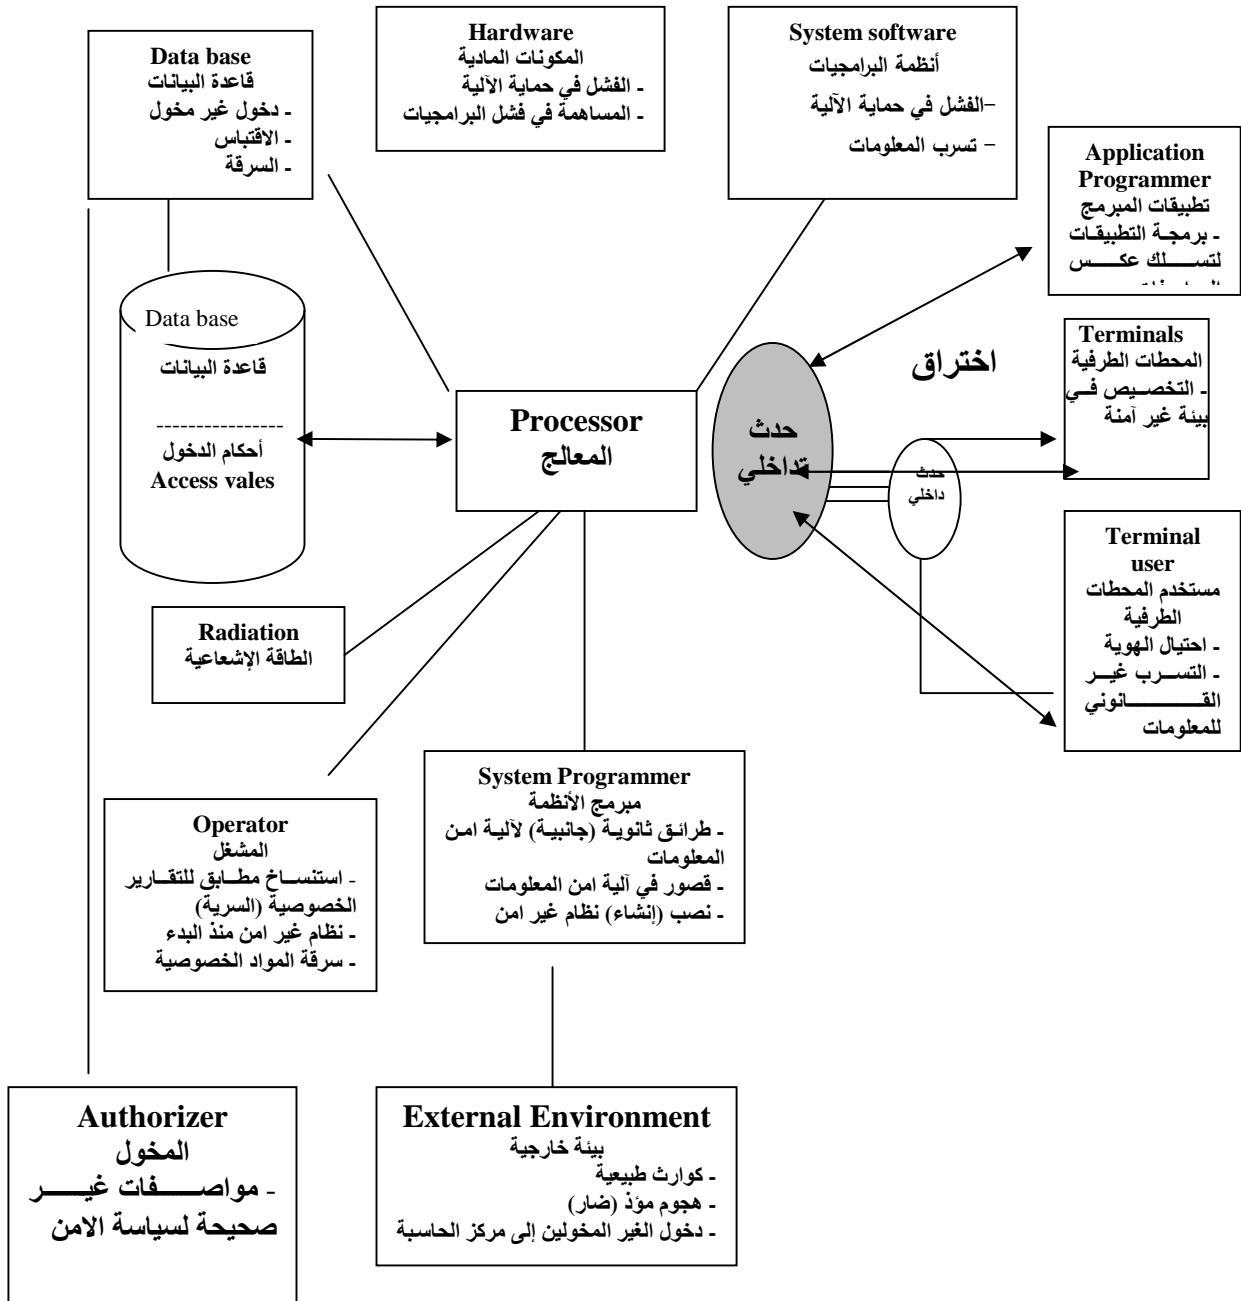 Data base
قاعدة البيانات
- دخول غير مخول
- الاقتباس
- السرقة
Hardware
المكونات المادية
- الفشل في حماية الآلية
- المساهمة في فشل البرامجيات
System software
أنظمة البرامجيات
–الفشل في حماية الآلية
– تسرب المعلومات
Application
Programmer
تطبيقات المبرمج
- برمجة التطبيقات
لتسلك عكس
Data base
قاعدة البيانات
----------------
أحكام الدخول
Access vales
Processor
المعالج
حدث
تداخلي
اختراق
حدث
داخلي
Terminals
المحطات الطرفية
- التخصيص في
بيئة غير آمنة
Terminal
user
مستخدم المحطات
الطرفية
- احتيال الهوية
- التسرب غير
القانوني
للمعلومات
Radiation
الطاقة الإشعاعية
Operator
المشغل
- استنساخ مطابق للتقارير
الخصوصية (السرية)
- نظام غير امن منذ البدء
- سرقة المواد الخصوصية
System Programmer
مبرمج الأنظمة
- طرائق ثانوية (جانبية) لآلية امن
المعلومات
- قصور في آلية امن المعلومات
- نصب (إنشاء) نظام غير امن
Authorizer
المخول
- مواصفات غير
صحيحة لسياسة الامن
External Environment
بيئة خارجية
- كوارث طبيعية
- هجوم مؤذ (ضار)
- دخول الغير المخولين إلى مركز الحاسبة